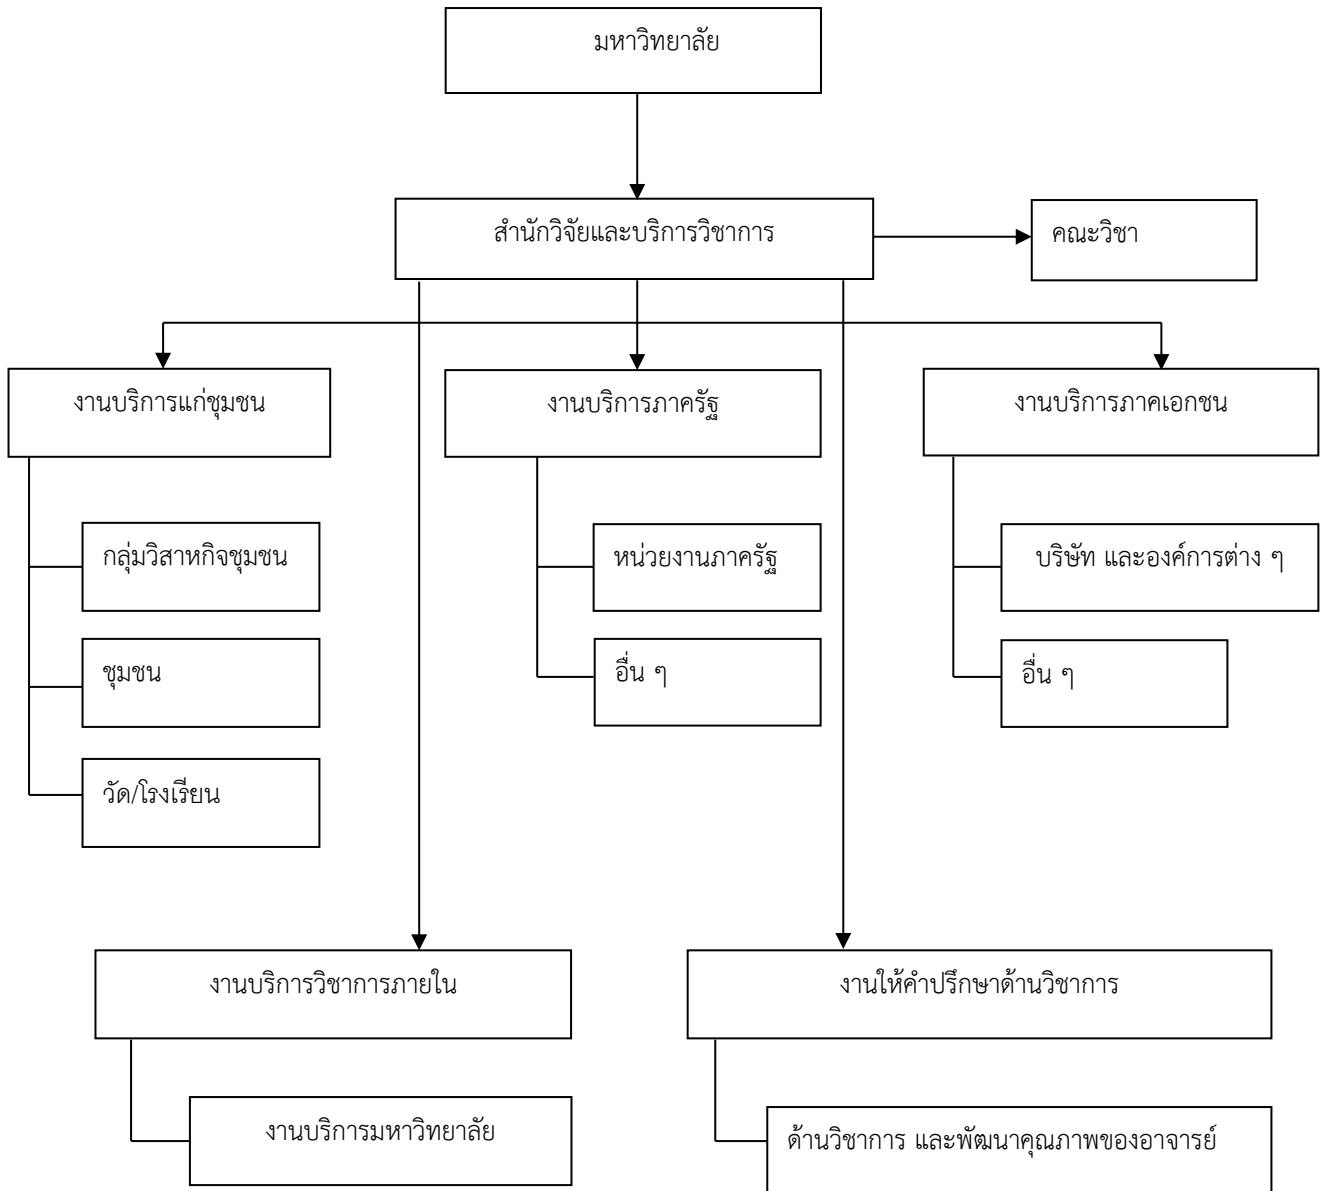 มหาวิทยาลัย
สำนักวิจัยและบริการวิชาการ
คณะวิชา
งานบริการแก่ชุมชน
งานบริการภาครัฐ
งานบริการภาคเอกชน
กลุ่มวิสาหกิจชุมชน
หน่วยงานภาครัฐ
บริษัท และองค์การต่าง ๆ
ชุมชน
อื่น ๆ
อื่น ๆ
วัด/โรงเรียน
งานบริการวิชาการภายใน
งานให้คำปรึกษาด้านวิชาการ
งานบริการมหาวิทยาลัย
ด้านวิชาการ และพัฒนาคุณภาพของอาจารย์